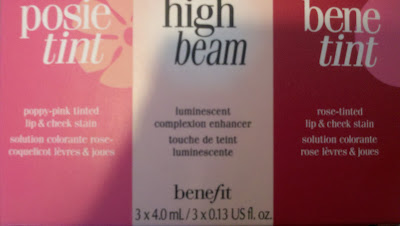 posie
tint
poppy-pink tinted
lip & cheek stain
solution colorante rose-
coquelicot lèvres & joues
high
beam
luminescent
complexion enhancer
touche de teint
luminescente
benefit
3 x 4.0 mL / 3 x 0.13 US fl. oz.
bene
tint
rose-tinted
lip & cheek stain
solution colorante
rose lèvres & joues